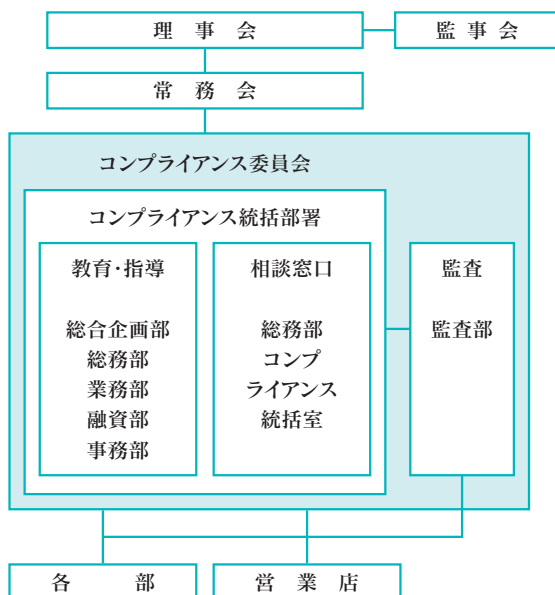 理事会
監事会
常務会
コンプライアンス委員会
コンプライアンス統括部署
教育・指導
総合企画部
総務部
業務部
融資部
事務部
相談窓口
総務部
コンプ
ライアンス
統括室
監査
監査部
各部
営業店